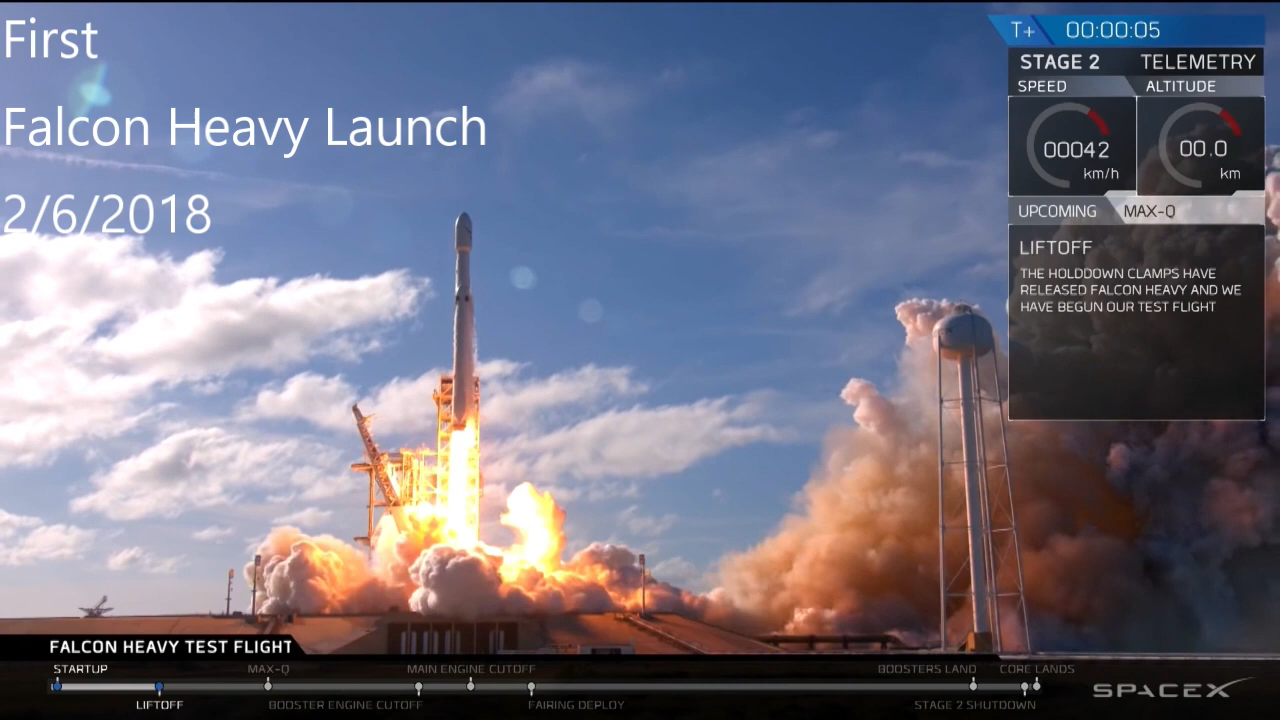 First
Falcon Heavy Launch
2/6/2018
T+ 00:00:05
STAGE 2 TELEMETRY
SPEED ALTITUDE
00042 00.0
km/h km
UPCOMING MAX-Q
LIFTOFF
THE HOLDDOWN CLAMPS HAVE
RELEASED FALCON HEAVY AND WE
HAVE BEGUN OUR TEST FLIGHT
FALCON HEAVY TEST FLIGHT
STARTUP MAX-Q MAIN ENGINE CUTOFF BOOSTERS LAND CORE LANDS
LIFTOFF BOOSTER ENGINE CUTOFF FAIRING DEPLOY STAGE 2 SHUTDOWN
SPACEX